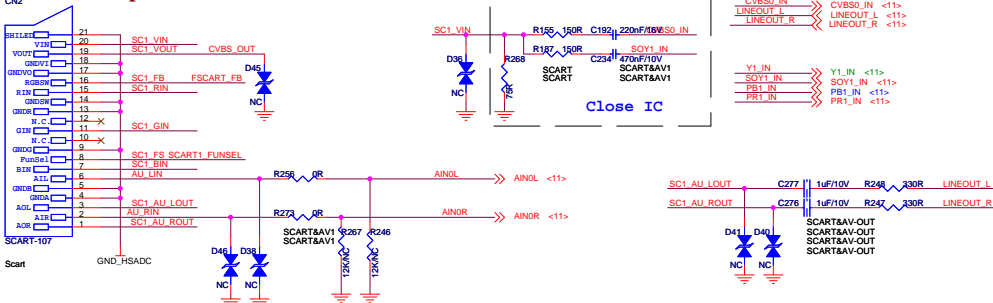 CN2
SHILED 21
VIN 20 SC1_VIN
VOUT 19 SC1_VOUT CVBS_OUT
GNDVI 18
GNDVO 17
RGBSW 16 SC1_FB FSCART_FB
RIN 15 SC1_RIN
GNDSW 14
GNDR 13
N.C. 12
GIN 11 SC1_GIN
N.C. 10
GNDG 9
FunSel 8 SC1_FS SCART1_FUNSEL
BIN 7 SC1_BIN
AIL 6 AU_LIN
GNDB 5
GNDA 4
AOL 3 SC1_AU_LOUT
AIR 2 AU_RIN
AOR 1 SC1_AU_ROUT
SCART-107
Scart
GND_HSADC
D45
NC
R256 0R AIN0L AIN0L <11>
R273 0R AIN0R AIN0R <11>
SCART&AV1
SCART&AV1
R267 R246
12K/NC
12K/NC
D46 D38
NC NC
SC1_VIN R155 150R C192 220nF/16V CVBS0_IN
R187 150R C234 470nF/10V SOY1_IN
SCART SCART&AV1
SCART SCART&AV1
D36
NC
R268
75R
Close IC
CVBS0_IN CVBS0_IN <11>
LINEOUT_L LINEOUT_L <11>
LINEOUT_R LINEOUT_R <11>
Y1_IN Y1_IN <11>
SOY1_IN SOY1_IN <11>
PB1_IN PB1_IN <11>
PR1_IN PR1_IN <11>
SC1_AU_LOUT C277 1uF/10V R248 330R LINEOUT_L
SC1_AU_ROUT C276 1uF/10V R247 330R LINEOUT_R
SCART&AV-OUT
SCART&AV-OUT
SCART&AV-OUT
SCART&AV-OUT
D41 D40
NC NC